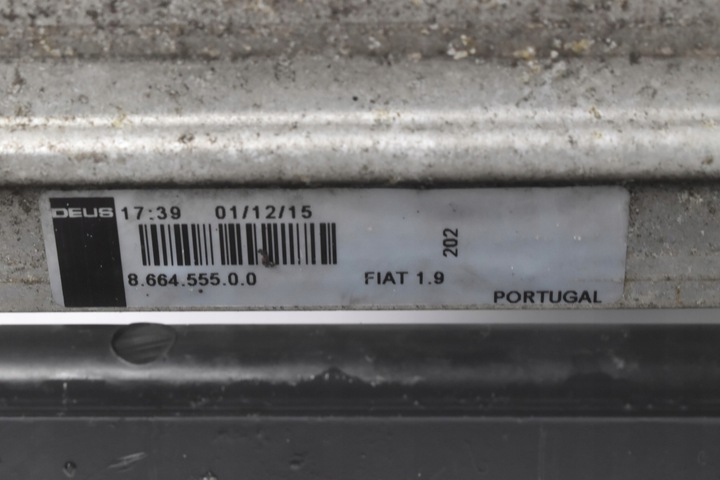 DEUS 17:39 01/12/15
202
8.664.555.0.0 FIAT 1.9
PORTUGAL